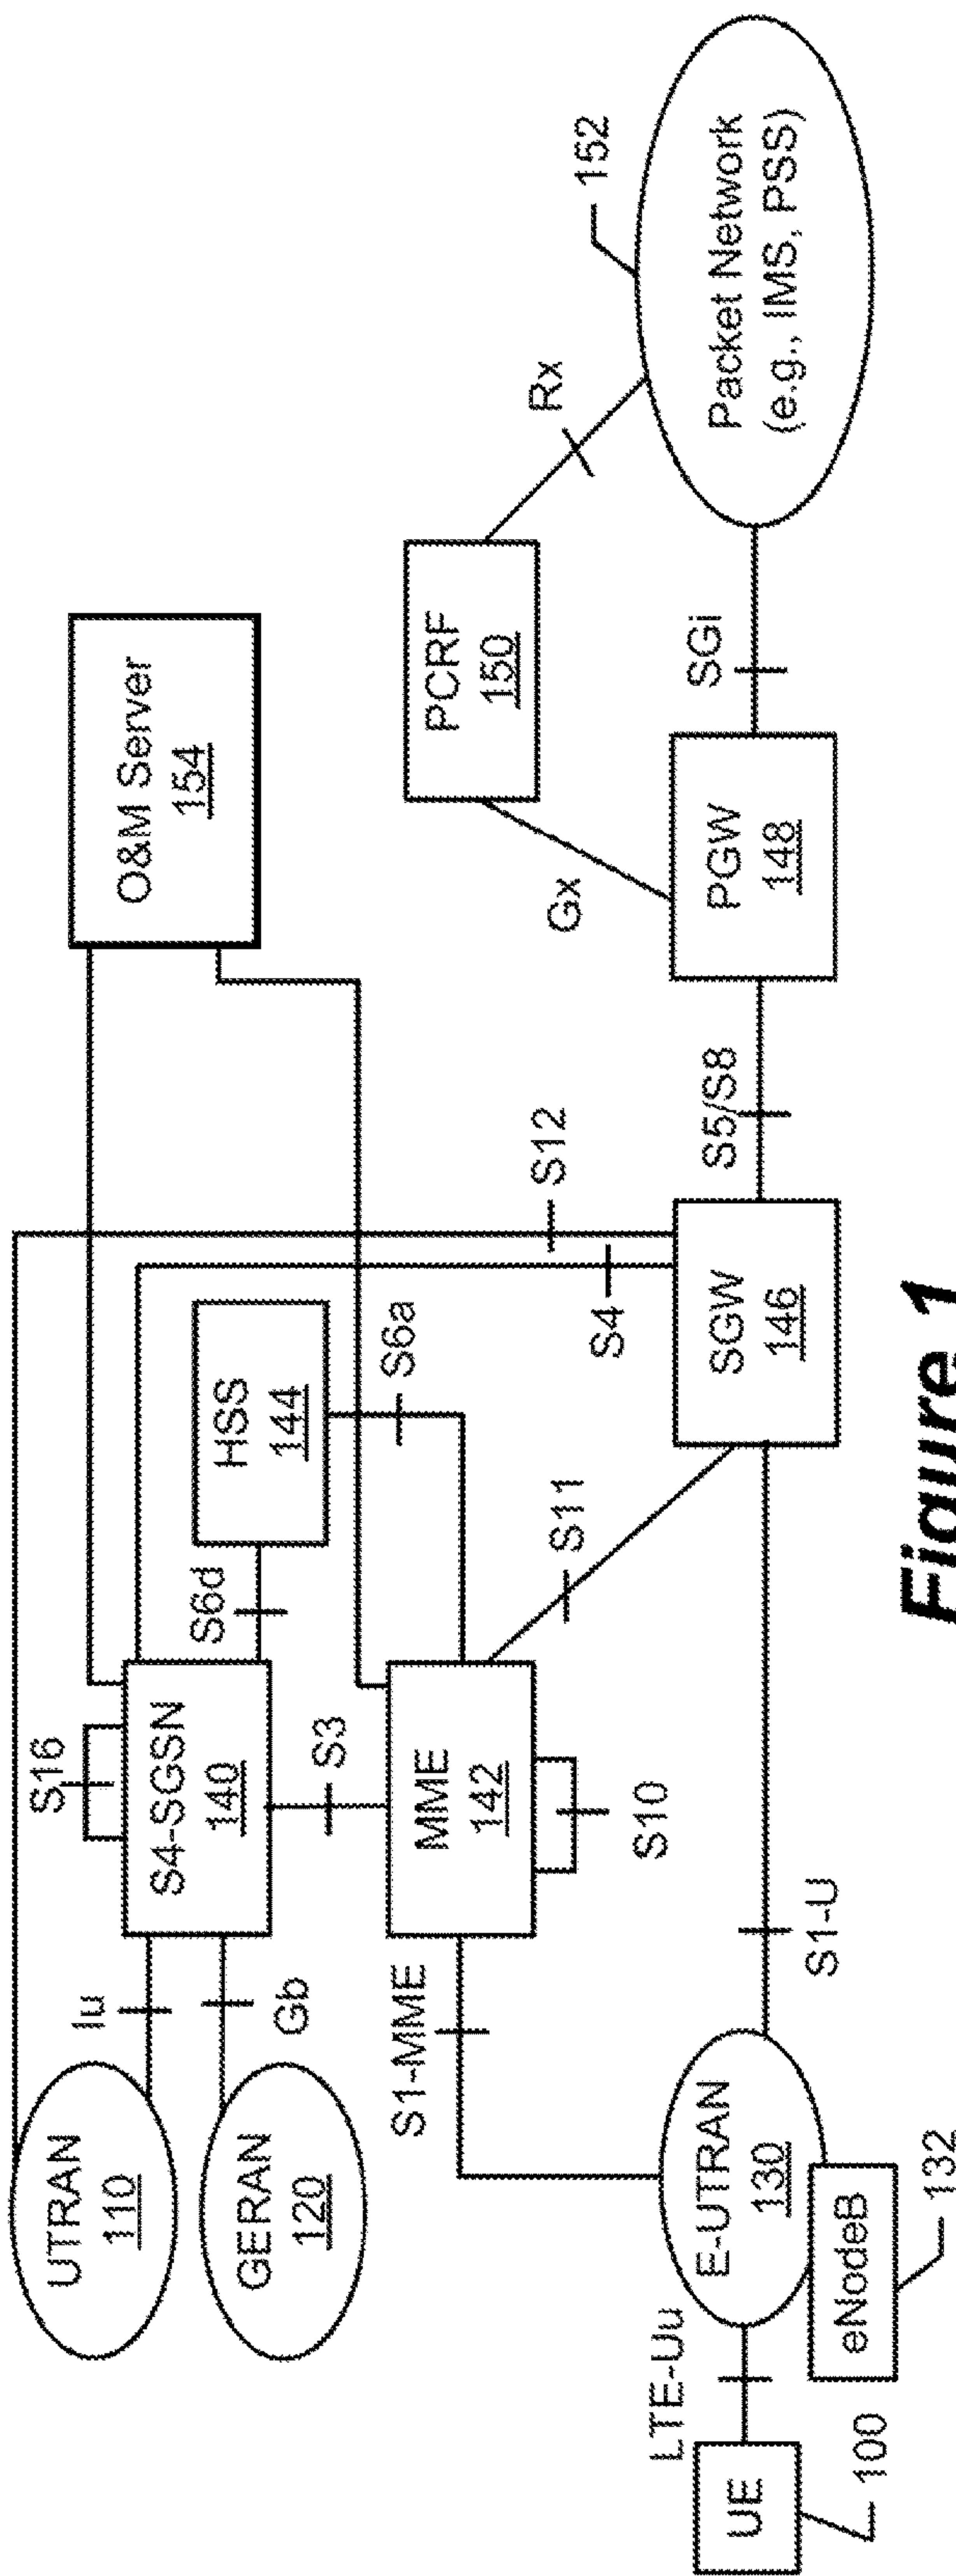 UTRAN
110
GERAN
120
Iu
Gb
S16
S4-SGSN
140
S6d
HSS
144
O&M Server
154
S3
S6a
S12
S4
S1-MME
MME
142
S10
S11
PCRF
150
Gx
Rx
152
UE
100
LTE-Uu
E-UTRAN
130
eNodeB
132
S1-U
SGW
146
S5/S8
PGW
148
SGi
Packet Network
(e.g., IMS, PSS)
Figure 1